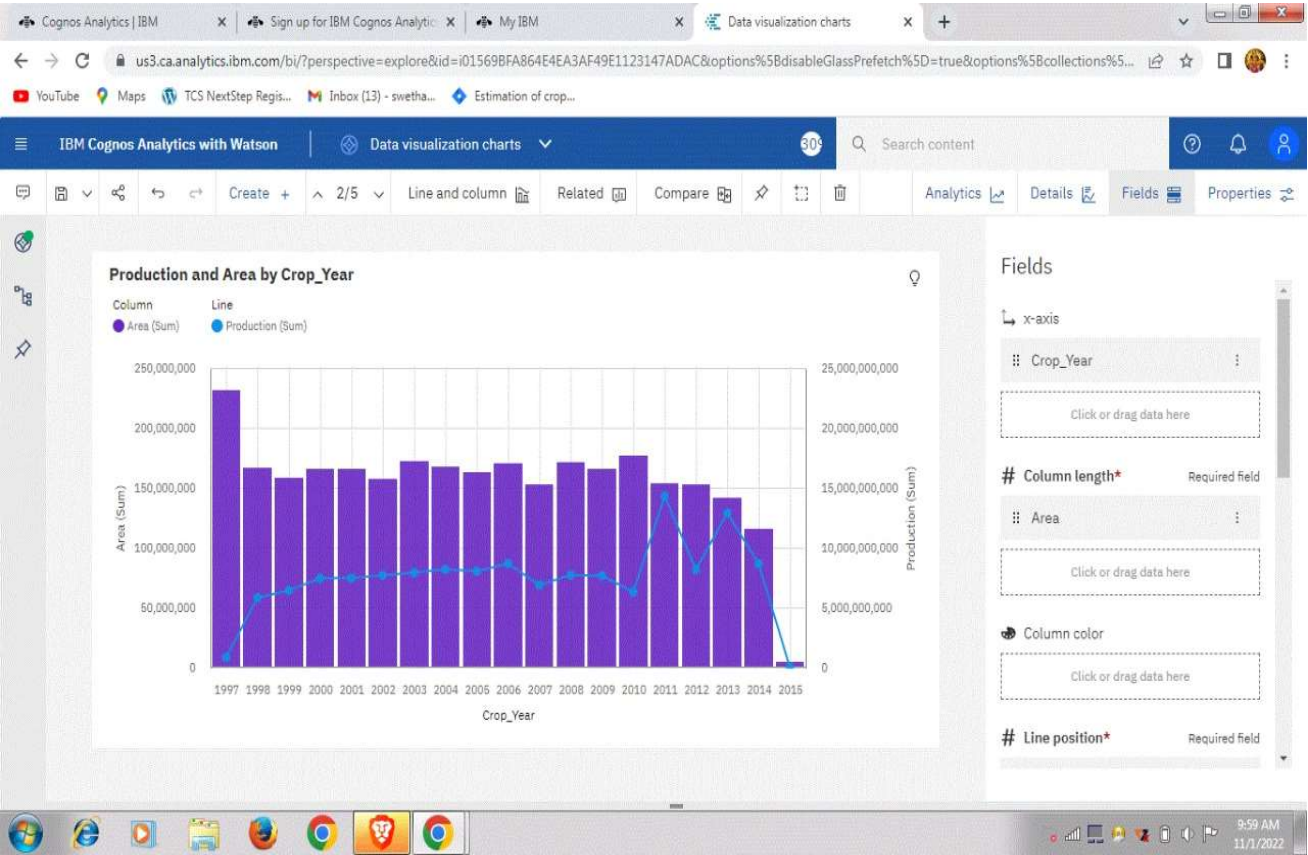 Cognos Analytics | IBM
Sign up for IBM Cognos Analytic
My IBM
Data visualization charts
us3.ca.analytics.ibm.com/bi/?perspective=explore&id=i01569BFA864E4EA3AF49E1123147ADAC&options%5BdisableGlassPrefetch%5D=true&options%5Bcollections%5...
YouTube Maps TCS NextStep Regis... Inbox (13) - swetha... Estimation of crop...
IBM Cognos Analytics with Watson Data visualization charts Search content
Create + 2/5 Line and column Related Compare Analytics Details Fields Properties
Production and Area by Crop_Year
Column Line
Area (Sum) Production (Sum)
250,000,000
200,000,000
150,000,000
100,000,000
50,000,000
0
Area (Sum)
25,000,000,000
20,000,000,000
15,000,000,000
10,000,000,000
5,000,000,000
0
Production (Sum)
1997 1998 1999 2000 2001 2002 2003 2004 2005 2006 2007 2008 2009 2010 2011 2012 2013 2014 2015
Crop_Year
Fields
x-axis
Crop_Year
Click or drag data here
# Column length* Required field
Area
Click or drag data here
Column color
Click or drag data here
# Line position* Required field
9:59 AM
11/1/2022